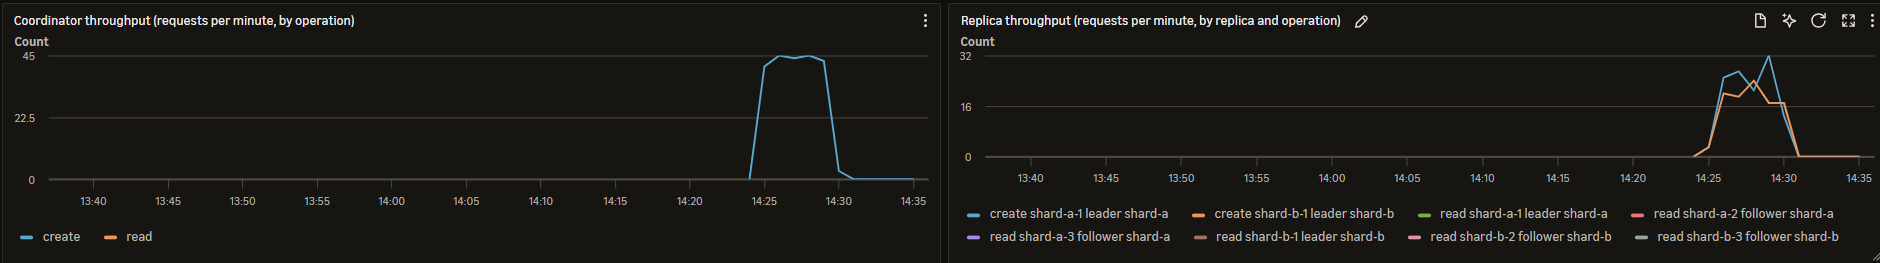 Coordinator throughput (requests per minute, by operation)
Count
45
22.5
0
13:40 13:45 13:50 13:55 14:00 14:05 14:10 14:15 14:20 14:25 14:30 14:35
create read
Replica throughput (requests per minute, by replica and operation)
Count
32
16
0
13:40 13:45 13:50 13:55 14:00 14:05 14:10 14:15 14:20 14:25 14:30 14:35
create shard-a-1 leader shard-a create shard-b-1 leader shard-b read shard-a-1 leader shard-a read shard-a-2 follower shard-a
read shard-a-3 follower shard-a read shard-b-1 leader shard-b read shard-b-2 follower shard-b read shard-b-3 follower shard-b